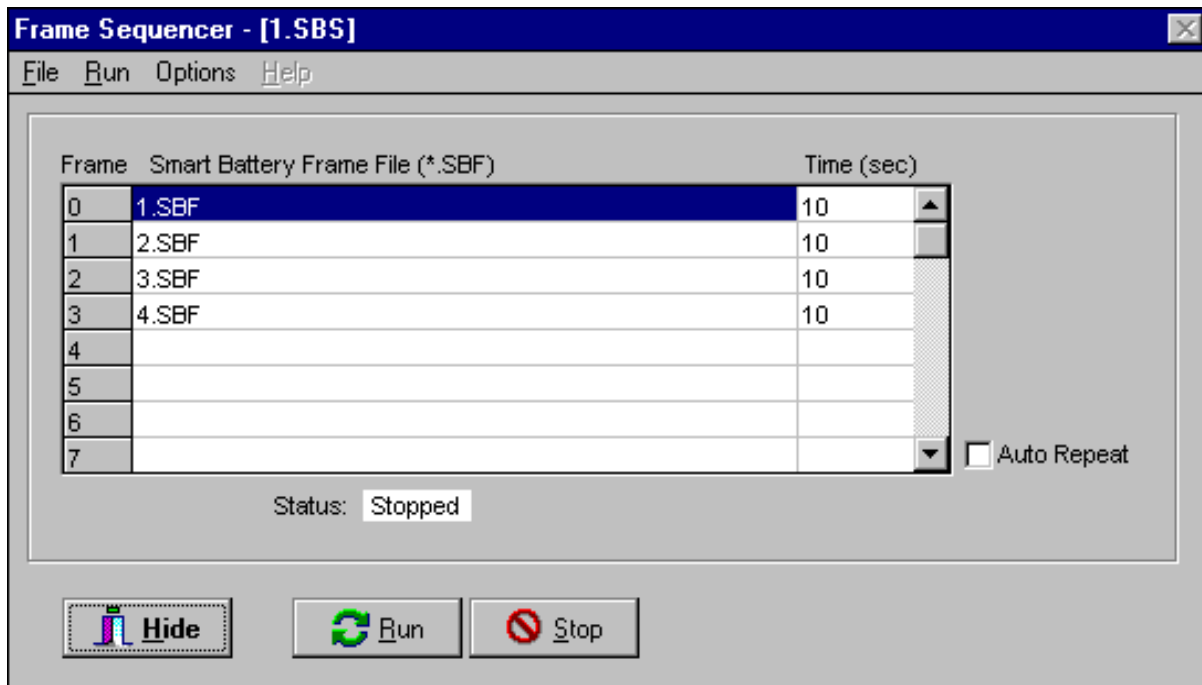 Frame Sequencer - [1.SBS]
File Run Options Help
Frame Smart Battery Frame File (*.SBF) Time (sec)
0 1.SBF 10
1 2.SBF 10
2 3.SBF 10
3 4.SBF 10
4
5
6
7
Auto Repeat
Status: Stopped
Hide Run Stop